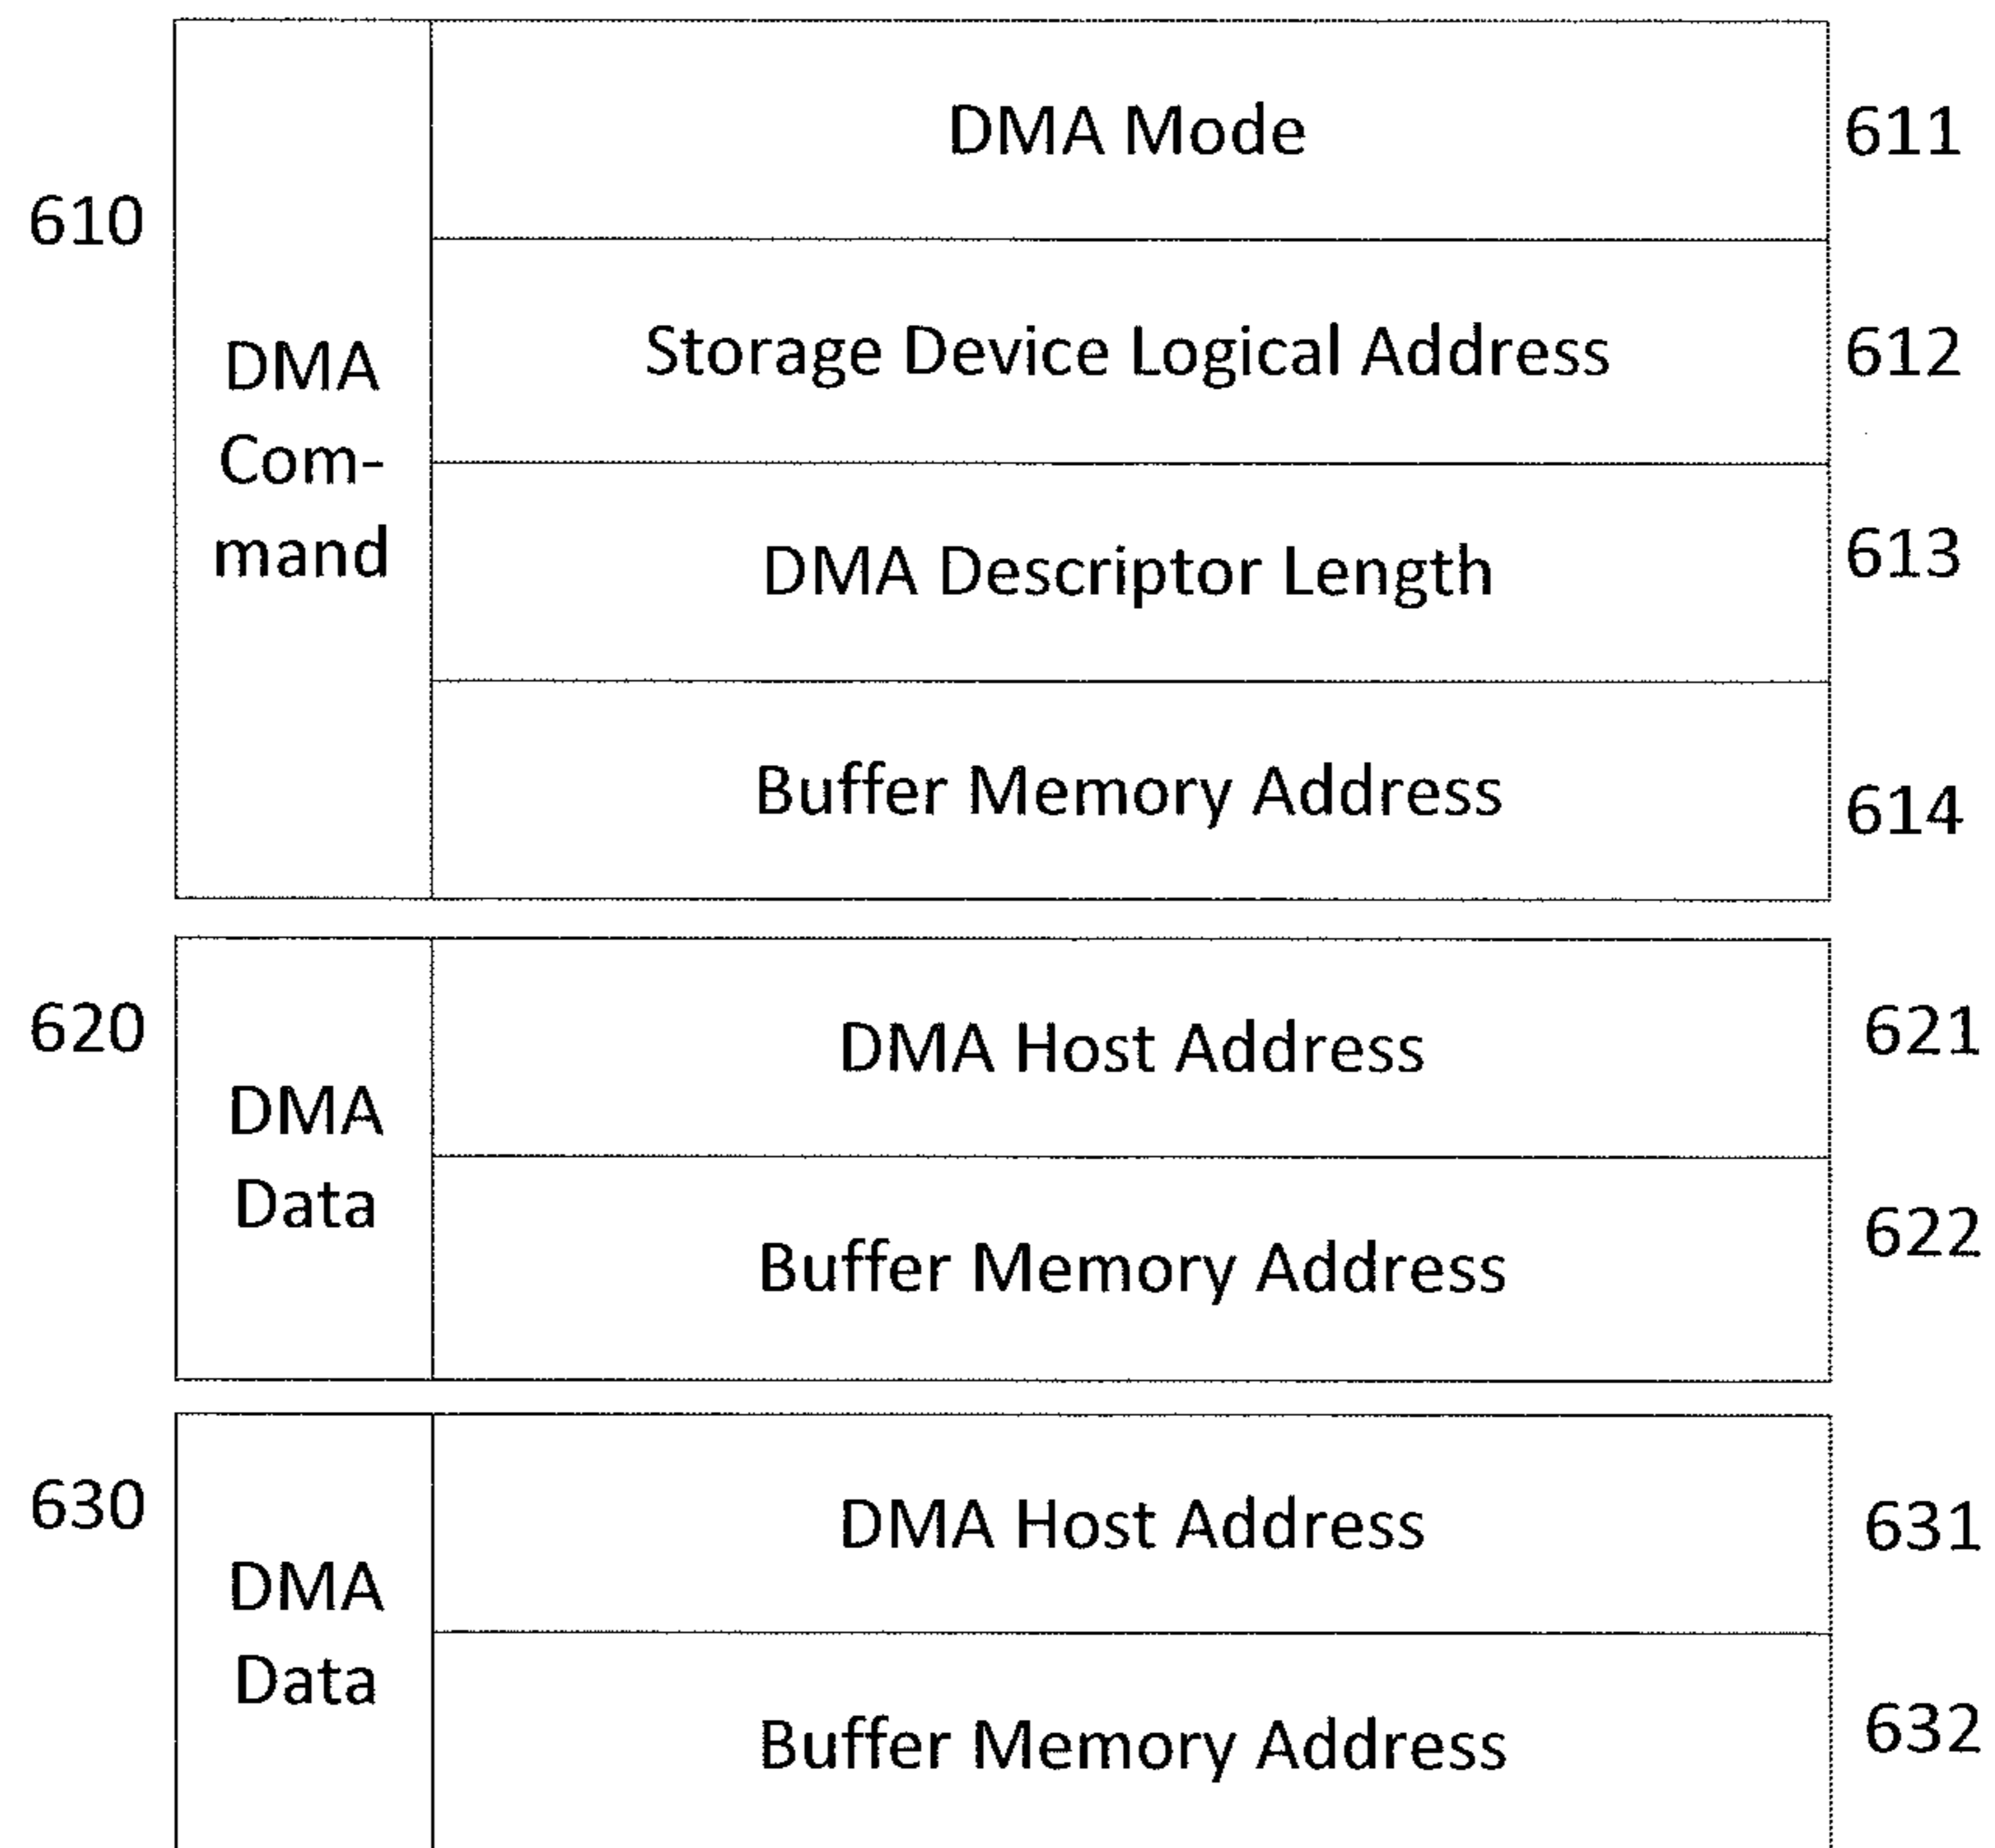 DMA Mode
611
610
Storage Device Logical Address
612
DMA
Com-
mand
DMA Descriptor Length
613
Buffer Memory Address
614
620
DMA Host Address
621
DMA
Data
Buffer Memory Address
622
630
DMA Host Address
631
DMA
Data
Buffer Memory Address
632